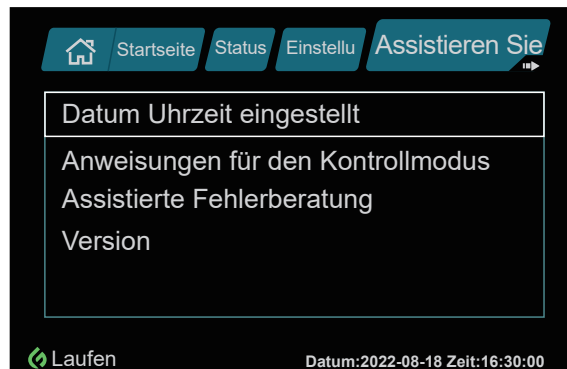 Startseite Status Einstellu Assistieren Sie
Datum Uhrzeit eingestellt
Anweisungen für den Kontrollmodus
Assistierte Fehlerberatung
Version
Laufen Datum:2022-08-18 Zeit:16:30:00